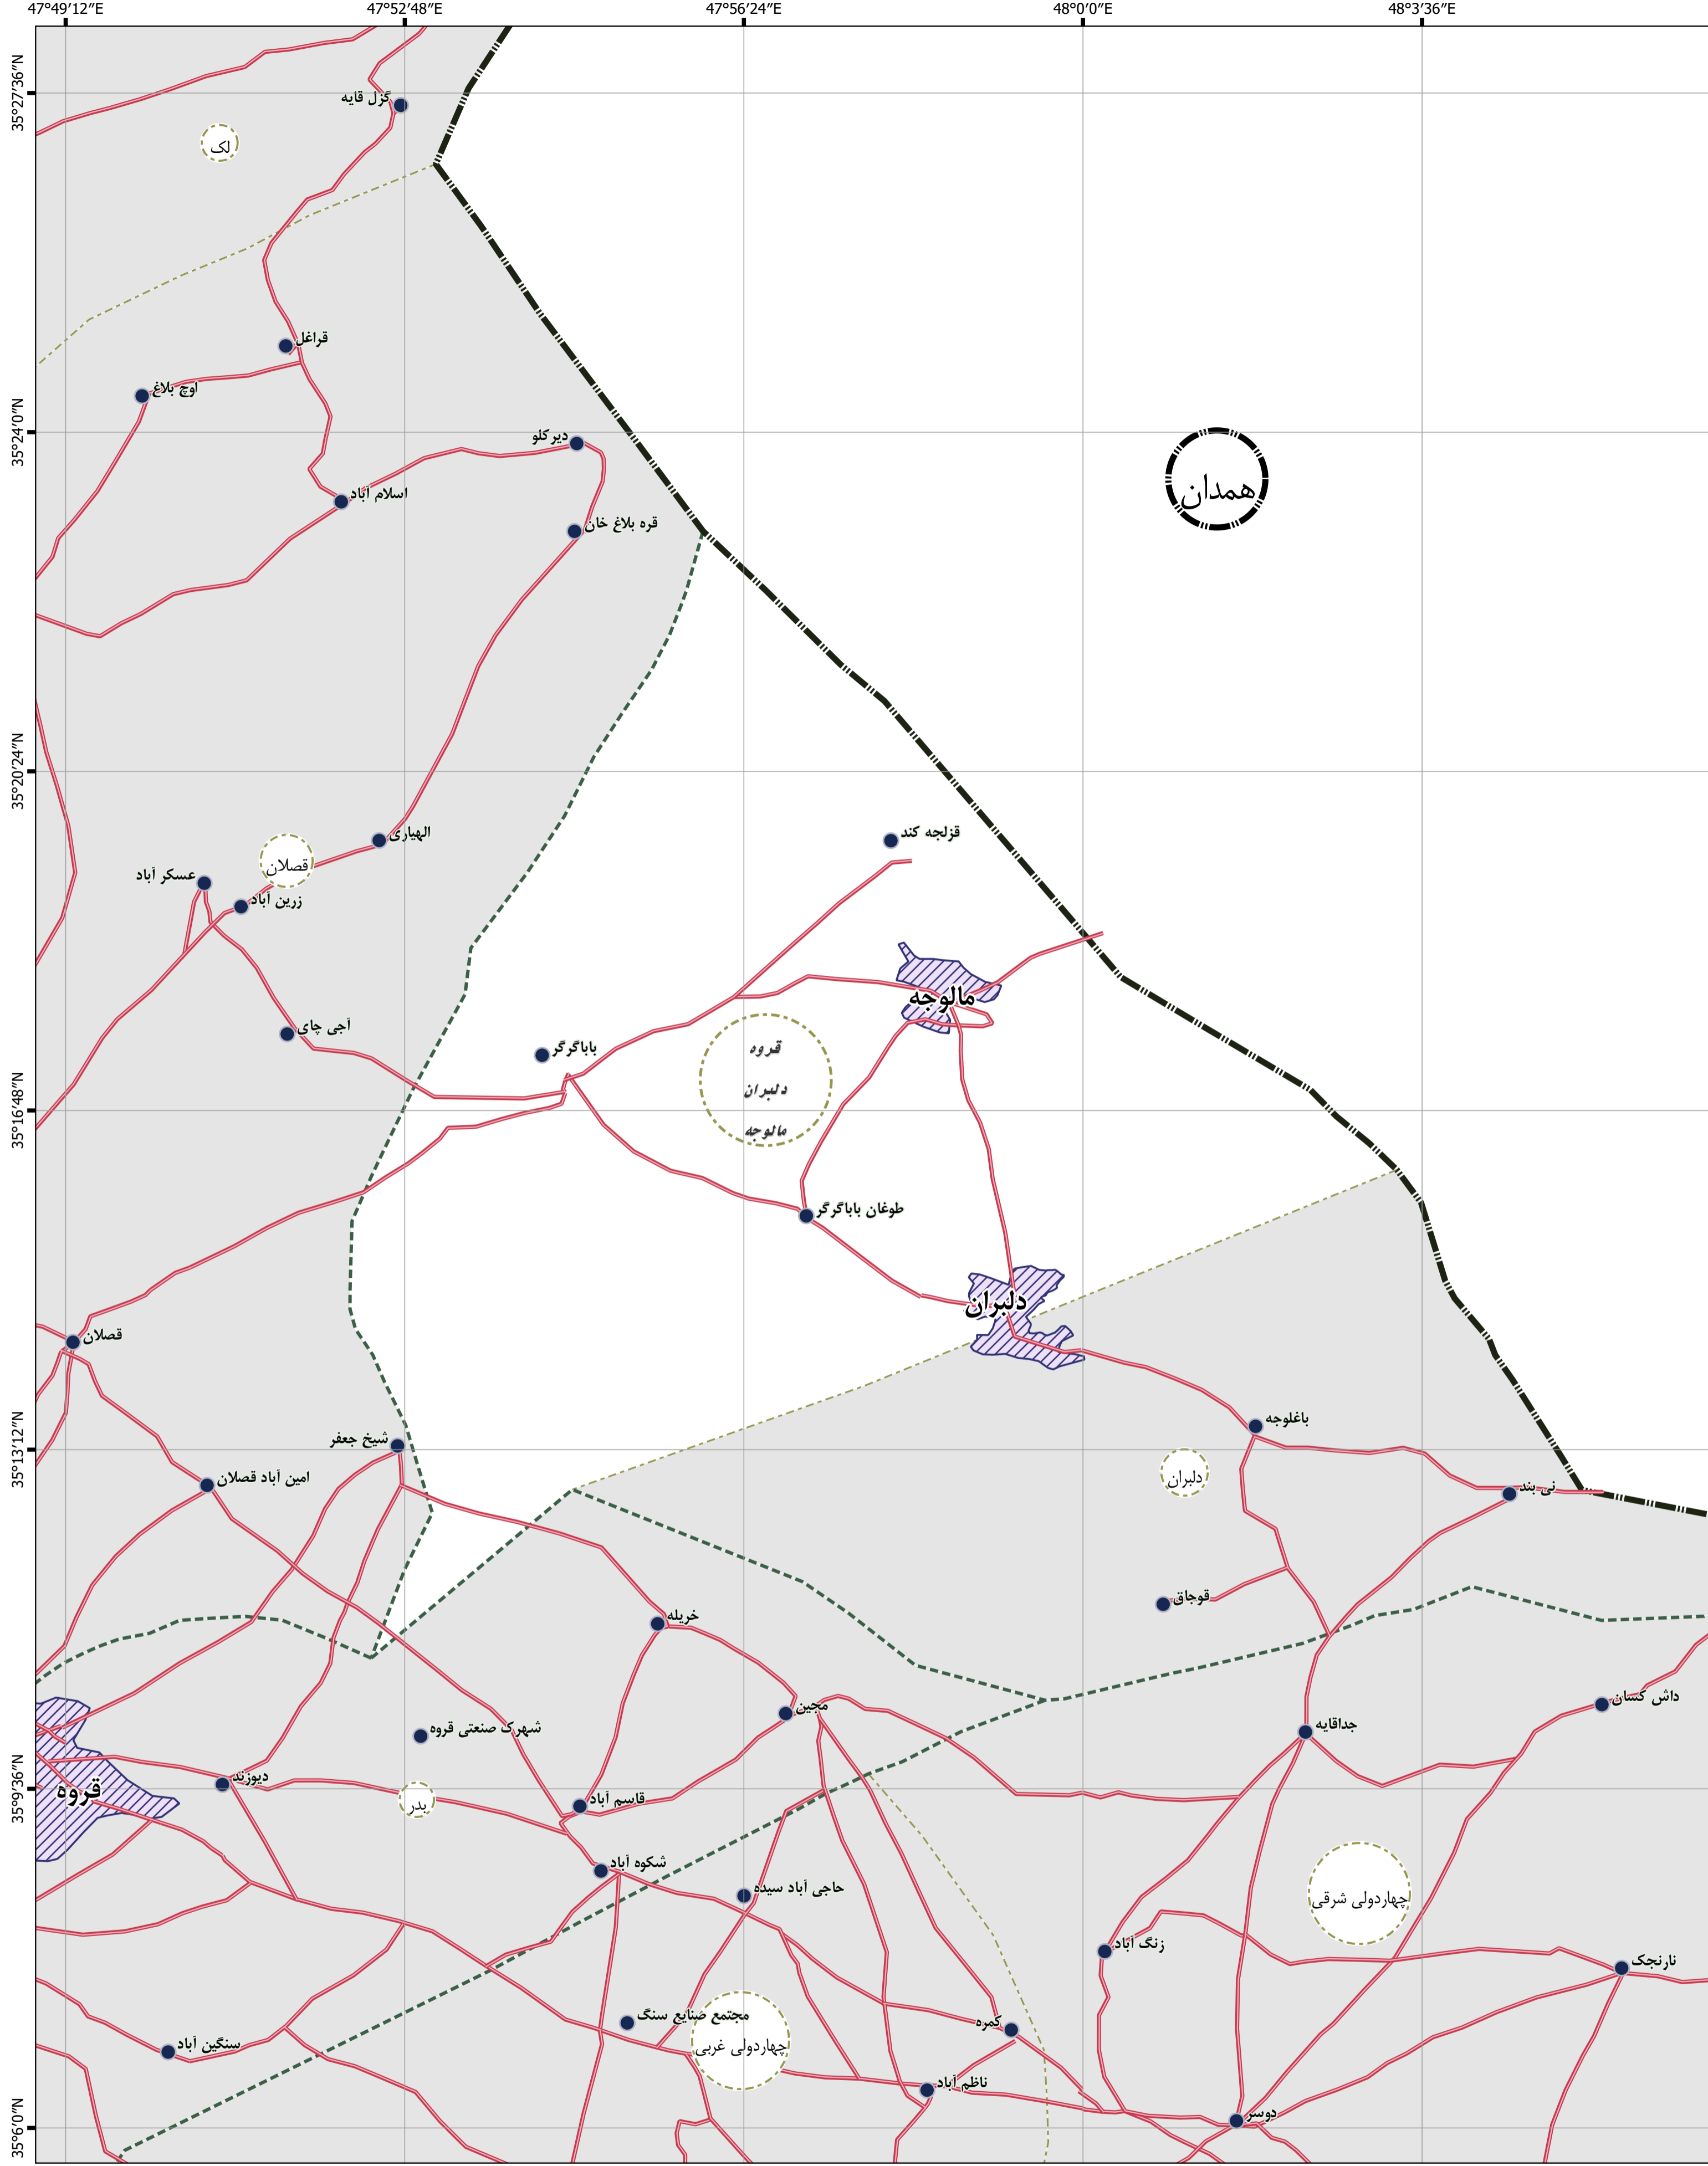 47°49'12"E
47°52'48"E
47°56'24"E
48°0'0"E
48°3'36"E
35°27'36"N
35°24'0"N
35°20'24"N
35°16'48"N
35°13'12"N
35°9'36"N
35°6'0"N
گزل قایه
لک
قراغل
اوچ بلاغ
دیرکلو
همدان
اسلام آباد
قره بلاغ خان
الهیاری
قزلجه کند
قصلان
عسکر آباد
زرین آباد
مالوجه
آجی چای
باباگرگر
قروه
دلبران
مالوجه
طوغان باباگرگر
دلبران
قصلان
باغلوجه
شیخ جعفر
دلبران
امین آباد قصلان
نی بند
قوجاق
خریله
داش کسان
مجین
جداقایه
شهرک صنعتی قروه
دیوزند
قروه
بدر
قاسم آباد
شکوه آباد
حاجی آباد سیده
چهاردولی شرقی
زنگ آباد
نارنجک
مجتمع صنایع سنگ
کمره
سنگین آباد
چهاردولی غربی
ناظم آباد
دوسر